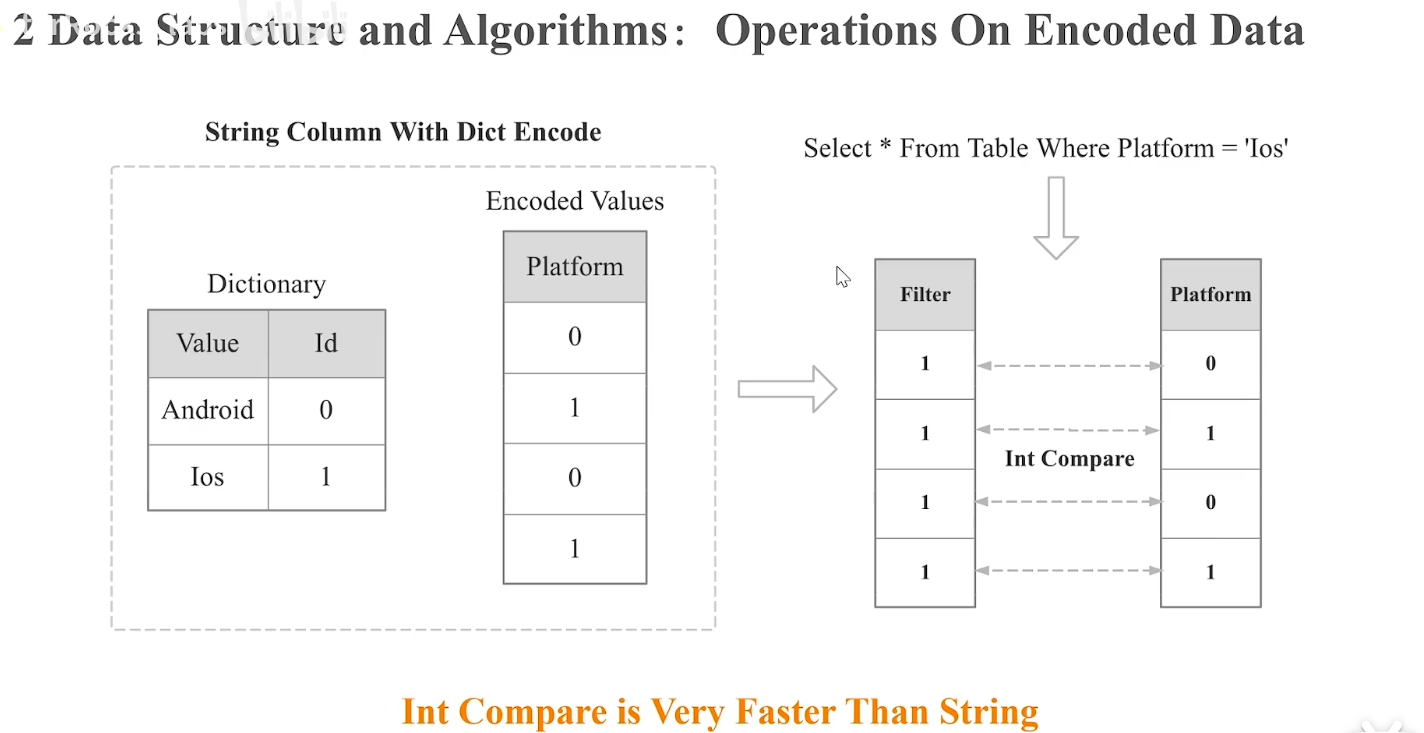 2 Data Structure and Algorithms: Operations On Encoded Data
String Column With Dict Encode
Select * From Table Where Platform = 'Ios'
Encoded Values
Dictionary
Value Id
Android 0
Ios 1
Platform
0
1
0
1
Filter
1
1
1
1
Int Compare
Platform
0
1
0
1
Int Compare is Very Faster Than String